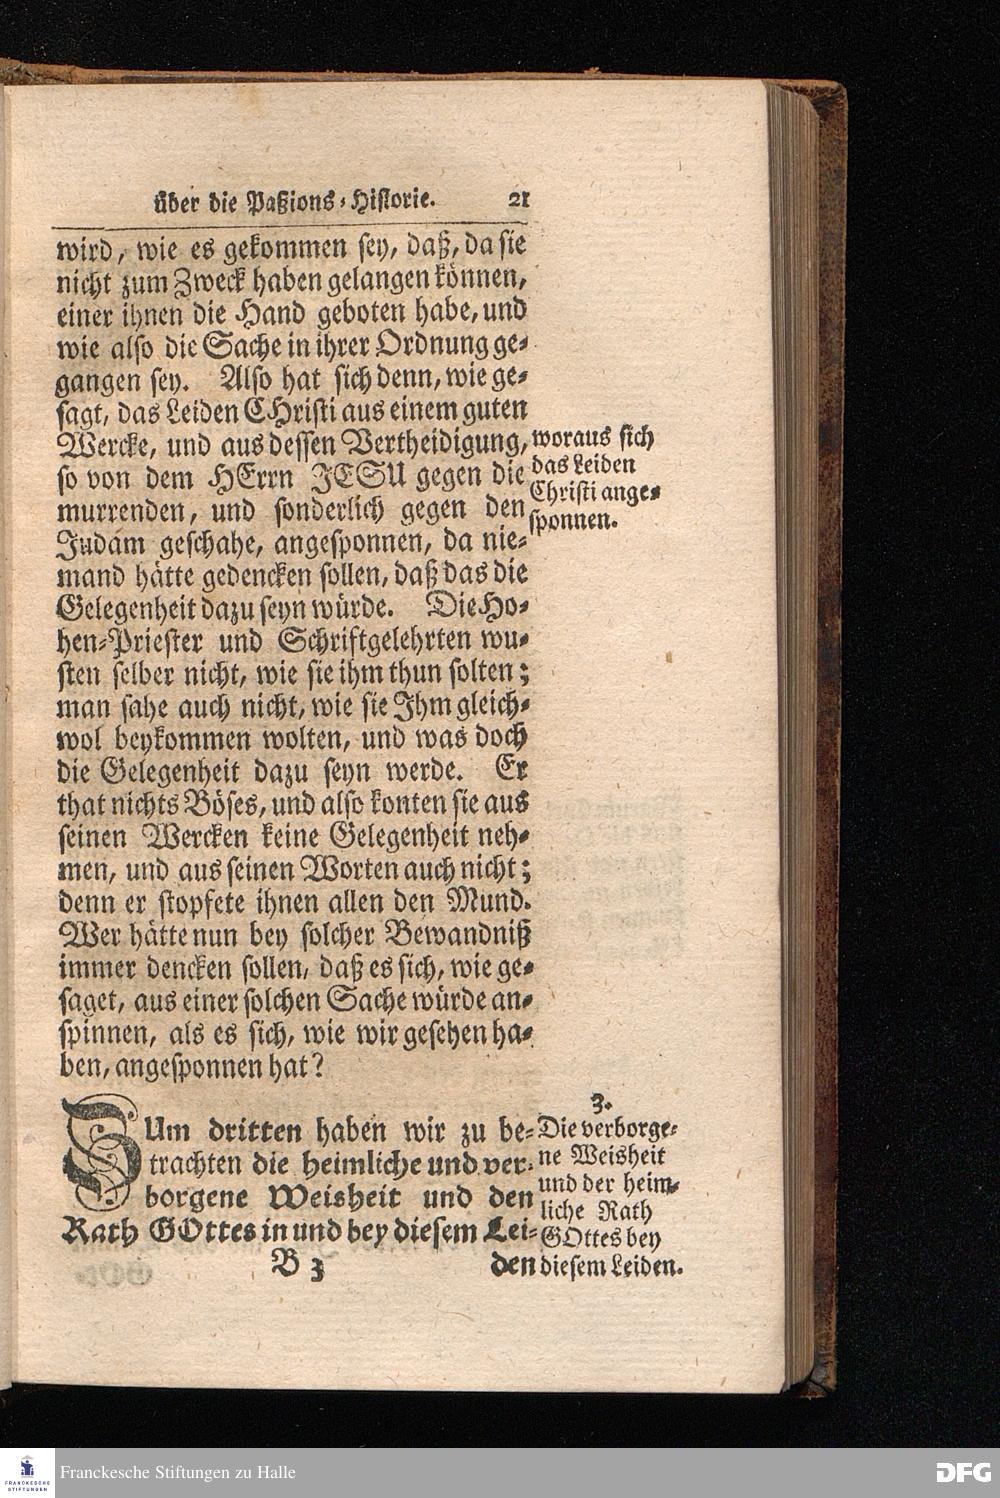 über die Paßions-Historie. 21
wird, wie es gekommen sey, daß, da sie
nicht zum Zweck haben gelangen können,
einer ihnen die Hand geboten habe, und
wie also die Sache in ihrer Ordnung ge-
gangen sey. Also hat sich denn, wie ge-
sagt, das Leiden CHristi aus einem guten
Wercke, und aus dessen Vertheidigung,
so von dem HErrn JESU gegen die
murrenden, und sonderlich gegen den
Judam geschahe, angesponnen, da nie-
mand hätte gedencken sollen, daß das die
Gelegenheit dazu seyn würde. Die Ho-
hen-Priester und Schriftgelehrten wu-
sten selber nicht, wie sie ihm thun solten;
man sahe auch nicht, wie sie Ihm gleich-
wol beykommen wolten, und was doch
die Gelegenheit dazu seyn werde. Er
that nichts Böses, und also konten sie aus
seinen Wercken keine Gelegenheit neh-
men, und aus seinen Worten auch nicht;
denn er stopfete ihnen allen den Mund.
Wer hätte nun bey solcher Bewandniß
immer dencken sollen, daß es sich, wie ge-
saget, aus einer solchen Sache würde an-
spinnen, als es sich, wie wir gesehen ha-
ben, angesponnen hat?
woraus sich
das Leiden
Christi ange-
sponnen.
ZUm dritten haben wir zu be-
trachten die heimliche und ver-
borgene Weisheit und den
Rath GOttes in und bey diesem Lei-
B 3 den
3.
Die verborge-
ne Weisheit
und der heim-
liche Rath
GOttes bey
diesem Leiden.
FRANCKESCHE
STIFTUNGEN
Franckesche Stiftungen zu Halle
DFG